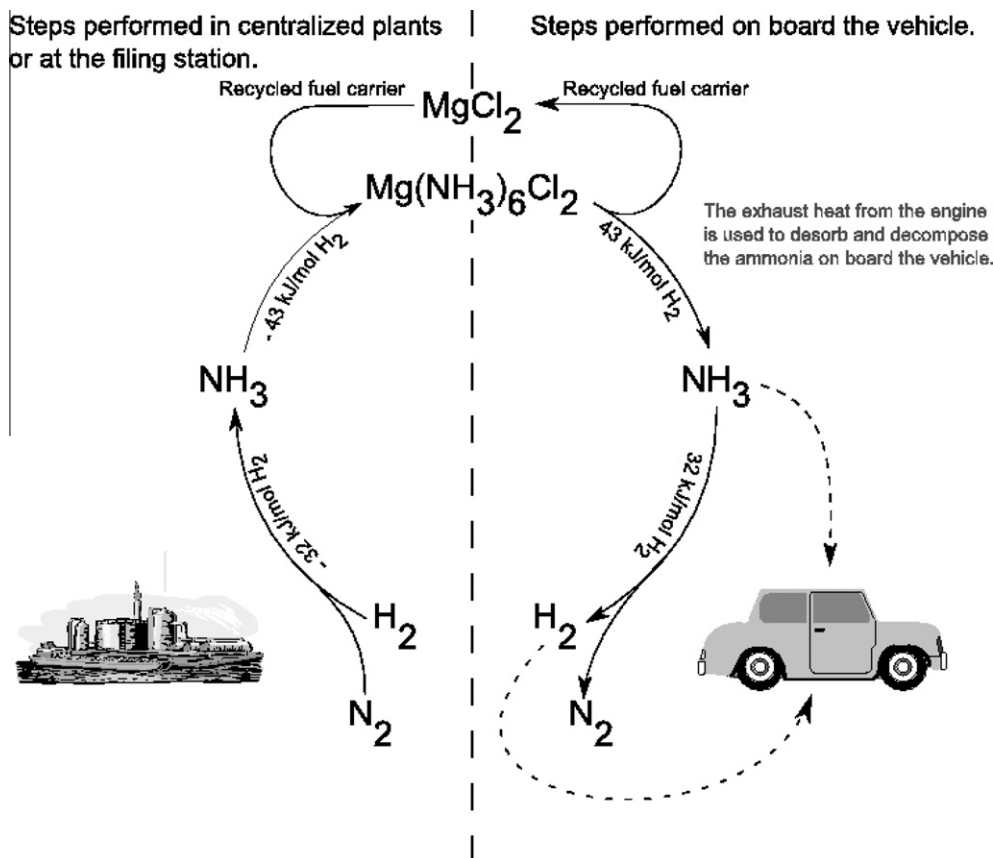 Steps performed in centralized plants
or at the filing station.
Steps performed on board the vehicle.
Recycled fuel carrier
Recycled fuel carrier
MgCl2
Mg(NH3)6Cl2
The exhaust heat from the engine
is used to desorb and decompose
the ammonia on board the vehicle.
- 43 kJ/mol H2
43 kJ/mol H2
NH3
NH3
- 32 kJ/mol H2
32 kJ/mol H2
H2
H2
N2
N2